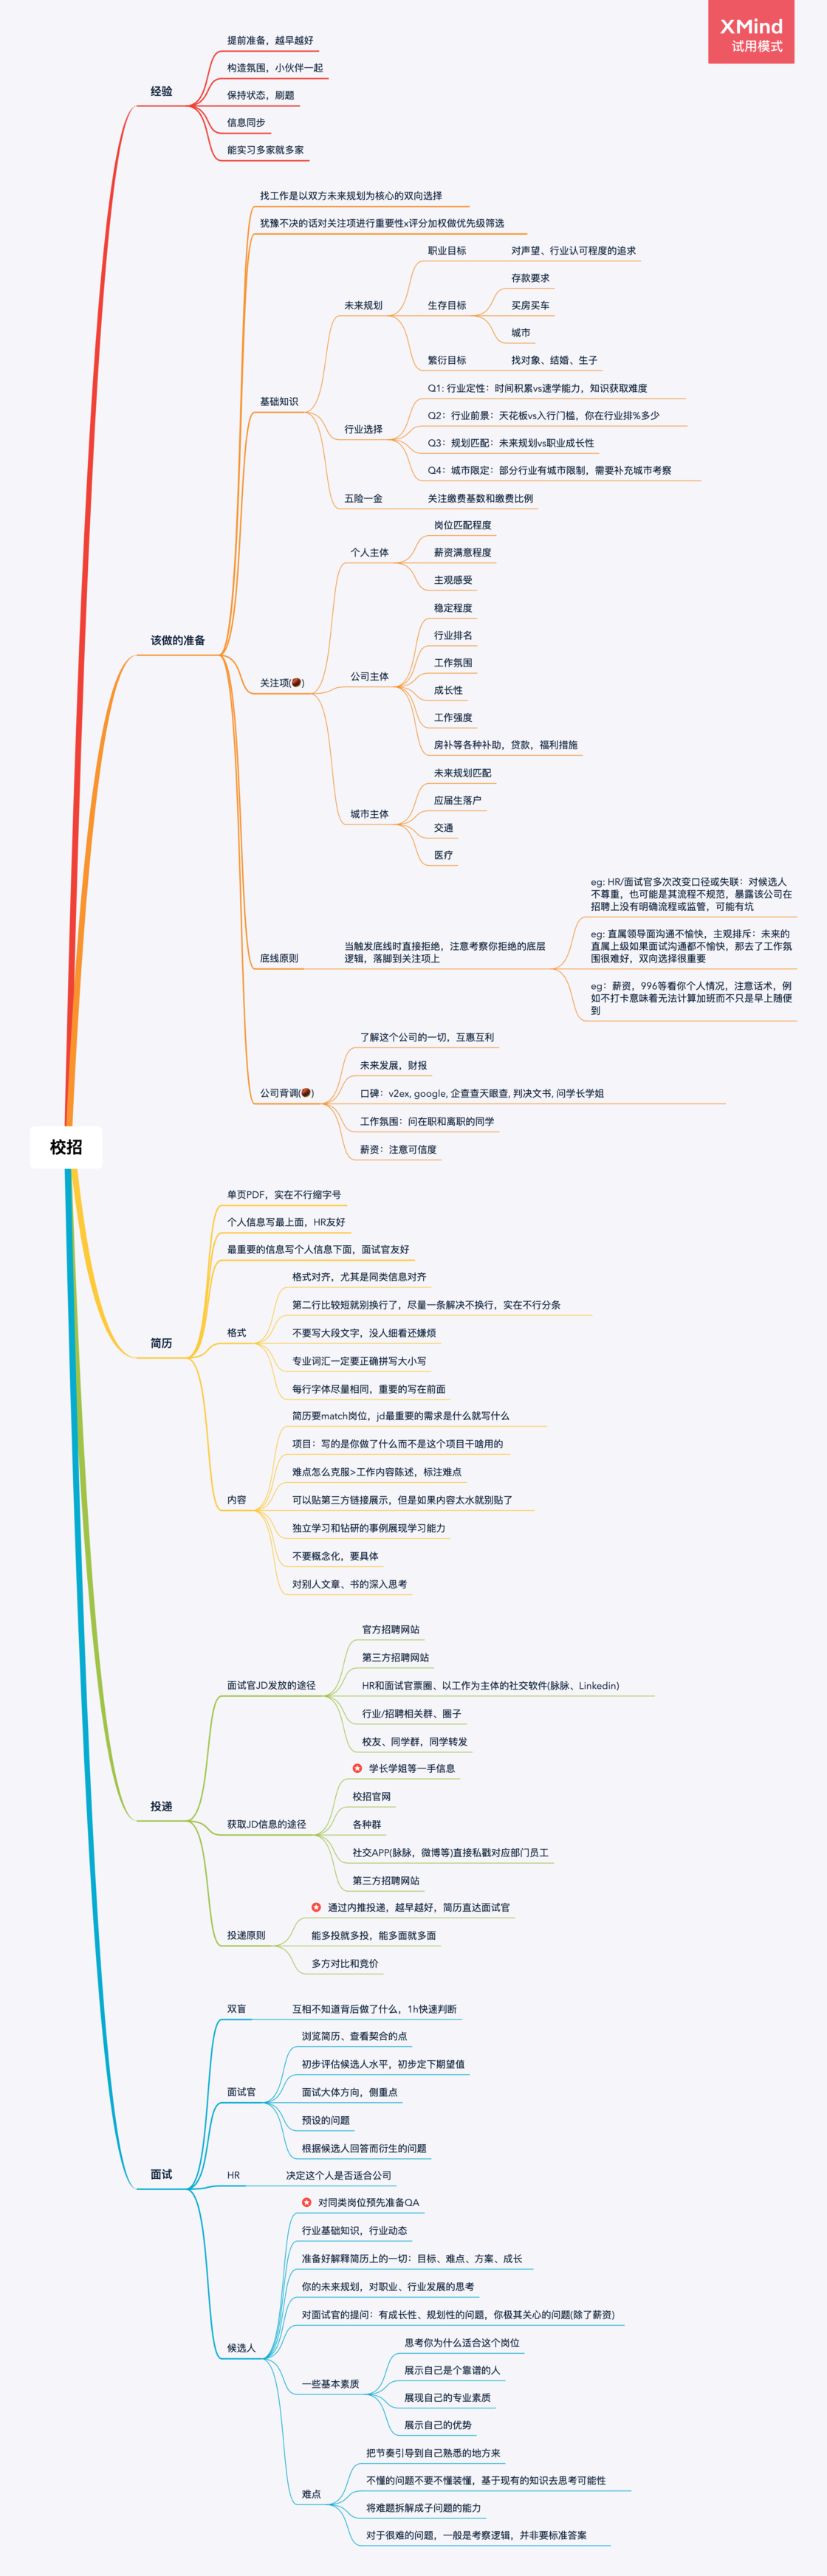 XMind
试用模式
校招
经验
提前准备，越早越好
构造氛围，小伙伴一起
保持状态，刷题
信息同步
能实习多家就多家
该做的准备
找工作是以双方未来规划为核心的双向选择
犹豫不决的话对关注项进行重要性x评分加权做优先级筛选
基础知识
未来规划
职业目标
对声望、行业认可程度的追求
生存目标
存款要求
买房买车
城市
繁衍目标
找对象、结婚、生子
行业选择
Q1: 行业定性：时间积累vs速学能力，知识获取难度
Q2：行业前景：天花板vs入行门槛，你在行业排%多少
Q3：规划匹配：未来规划vs职业成长性
Q4：城市限定：部分行业有城市限制，需要补充城市考察
五险一金
关注缴费基数和缴费比例
关注项()
个人主体
岗位匹配程度
薪资满意程度
主观感受
公司主体
稳定程度
行业排名
工作氛围
成长性
工作强度
房补等各种补助，贷款，福利措施
城市主体
未来规划匹配
应届生落户
交通
医疗
底线原则
当触发底线时直接拒绝，注意考察你拒绝的底层
逻辑，落脚到关注项上
eg: HR/面试官多次改变口径或失联：对候选人
不尊重，也可能是其流程不规范，暴露该公司在
招聘上没有明确流程或监管，可能有坑
eg: 直属领导面沟通不愉快，主观排斥：未来的
直属上级如果面试沟通都不愉快，那去了工作氛
围很难好，双向选择很重要
eg：薪资，996等看你个人情况，注意话术，例
如不打卡意味着无法计算加班而不只是早上随便
到
公司背调()
了解这个公司的一切，互惠互利
未来发展，财报
口碑：v2ex, google, 企查查天眼查, 判决文书, 问学长学姐
工作氛围：问在职和离职的同学
薪资：注意可信度
简历
单页PDF，实在不行缩字号
个人信息写最上面，HR友好
最重要的信息写个人信息下面，面试官友好
格式
格式对齐，尤其是同类信息对齐
第二行比较短就别换行了，尽量一条解决不换行，实在不行分条
不要写大段文字，没人细看还嫌烦
专业词汇一定要正确拼写大小写
每行字体尽量相同，重要的写在前面
内容
简历要match岗位，jd最重要的需求是什么就写什么
项目：写的是你做了什么而不是这个项目干啥用的
难点怎么克服>工作内容陈述，标注难点
可以贴第三方链接展示，但是如果内容太水就别贴了
独立学习和钻研的事例展现学习能力
不要概念化，要具体
对别人文章、书的深入思考
投递
面试官JD发放的途径
官方招聘网站
第三方招聘网站
HR和面试官票圈、以工作为主体的社交软件(脉脉、Linkedin)
行业/招聘相关群、圈子
校友、同学群，同学转发
获取JD信息的途径
学长学姐等一手信息
校招官网
各种群
社交APP(脉脉，微博等)直接私戳对应部门员工
第三方招聘网站
投递原则
通过内推投递，越早越好，简历直达面试官
能多投就多投，能多面就多面
多方对比和竞价
面试
双盲
互相不知道背后做了什么，1h快速判断
面试官
浏览简历、查看契合的点
初步评估候选人水平，初步定下期望值
面试大体方向，侧重点
预设的问题
根据候选人回答而衍生的问题
HR
决定这个人是否适合公司
候选人
对同类岗位预先准备QA
行业基础知识，行业动态
准备好解释简历上的一切：目标、难点、方案、成长
你的未来规划，对职业、行业发展的思考
对面试官的提问：有成长性、规划性的问题，你极其关心的问题(除了薪资)
一些基本素质
思考你为什么适合这个岗位
展示自己是个靠谱的人
展现自己的专业素质
展示自己的优势
难点
把节奏引导到自己熟悉的地方来
不懂的问题不要不懂装懂，基于现有的知识去思考可能性
将难题拆解成子问题的能力
对于很难的问题，一般是考察逻辑，并非要标准答案